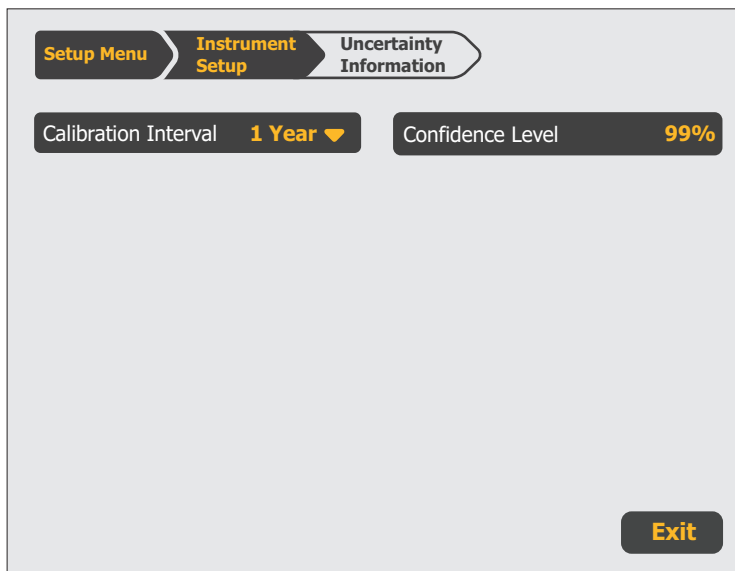 Setup Menu
Instrument
Setup
Uncertainty
Information
Calibration Interval 1 Year
Confidence Level 99%
Exit